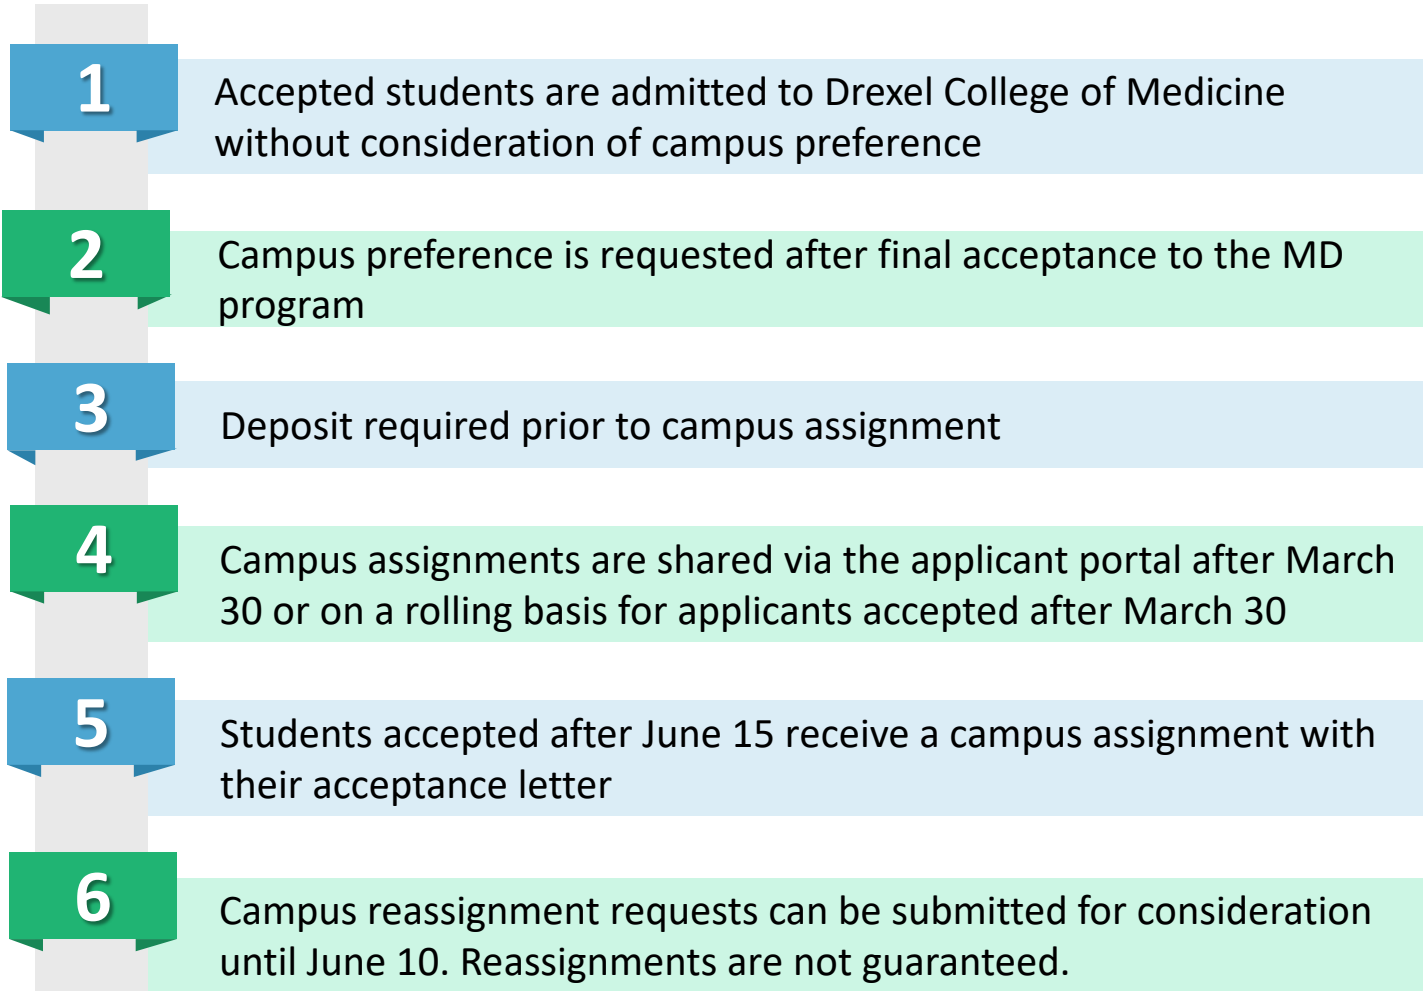 1
Accepted students are admitted to Drexel College of Medicine
without consideration of campus preference
2
Campus preference is requested after final acceptance to the MD
program
3
Deposit required prior to campus assignment
4
Campus assignments are shared via the applicant portal after March
30 or on a rolling basis for applicants accepted after March 30
5
Students accepted after June 15 receive a campus assignment with
their acceptance letter
6
Campus reassignment requests can be submitted for consideration
until June 10. Reassignments are not guaranteed.